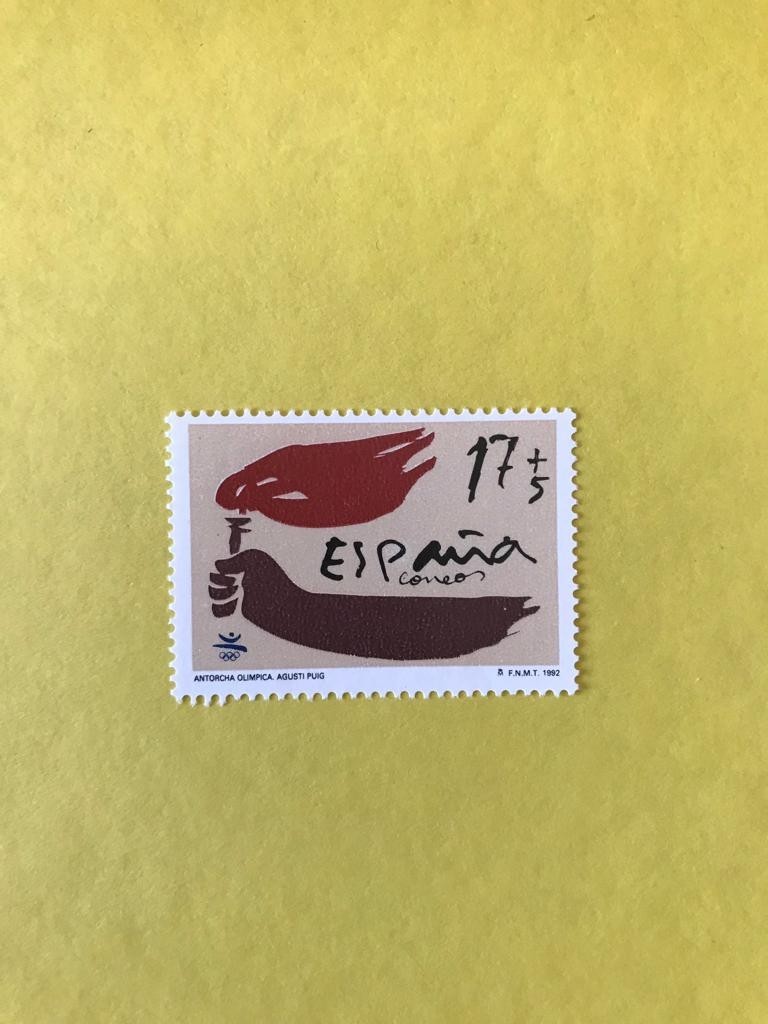 17 + 5
ESPAña
correos
ANTORCHA OLIMPICA. AGUSTI PUIG
F.N.M.T. 1992